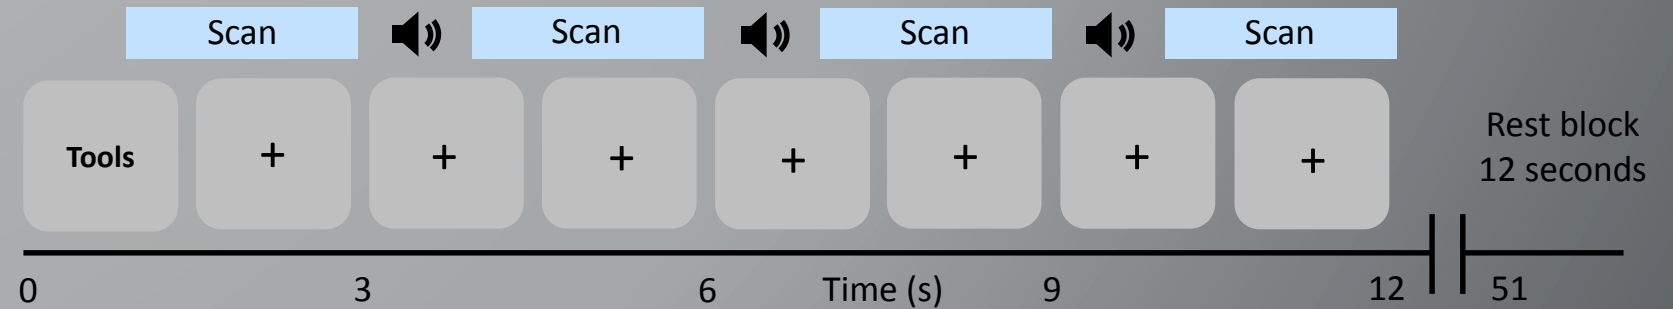 Scan Scan Scan Scan
Tools + + + + + + +
Rest block
12 seconds
0 3 6 Time (s) 9 12 51